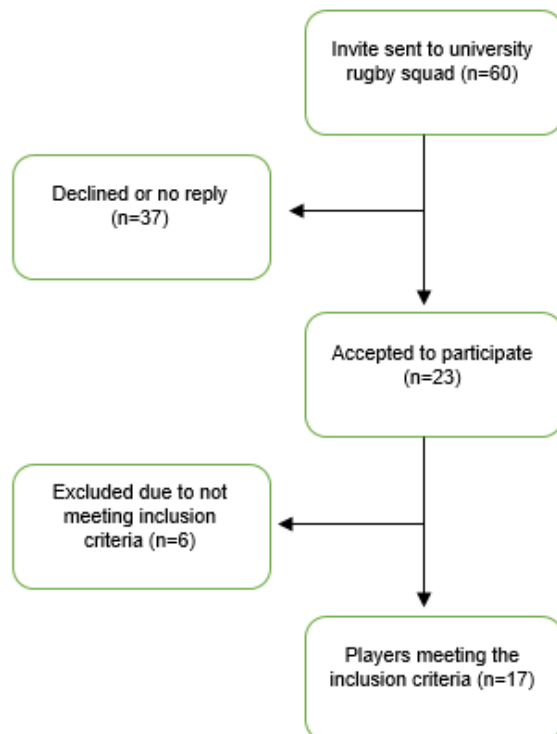 Invite sent to university
rugby squad (n=60)
Declined or no reply
(n=37)
Accepted to participate
(n=23)
Excluded due to not
meeting inclusion
criteria (n=6)
Players meeting the
inclusion criteria (n=17)